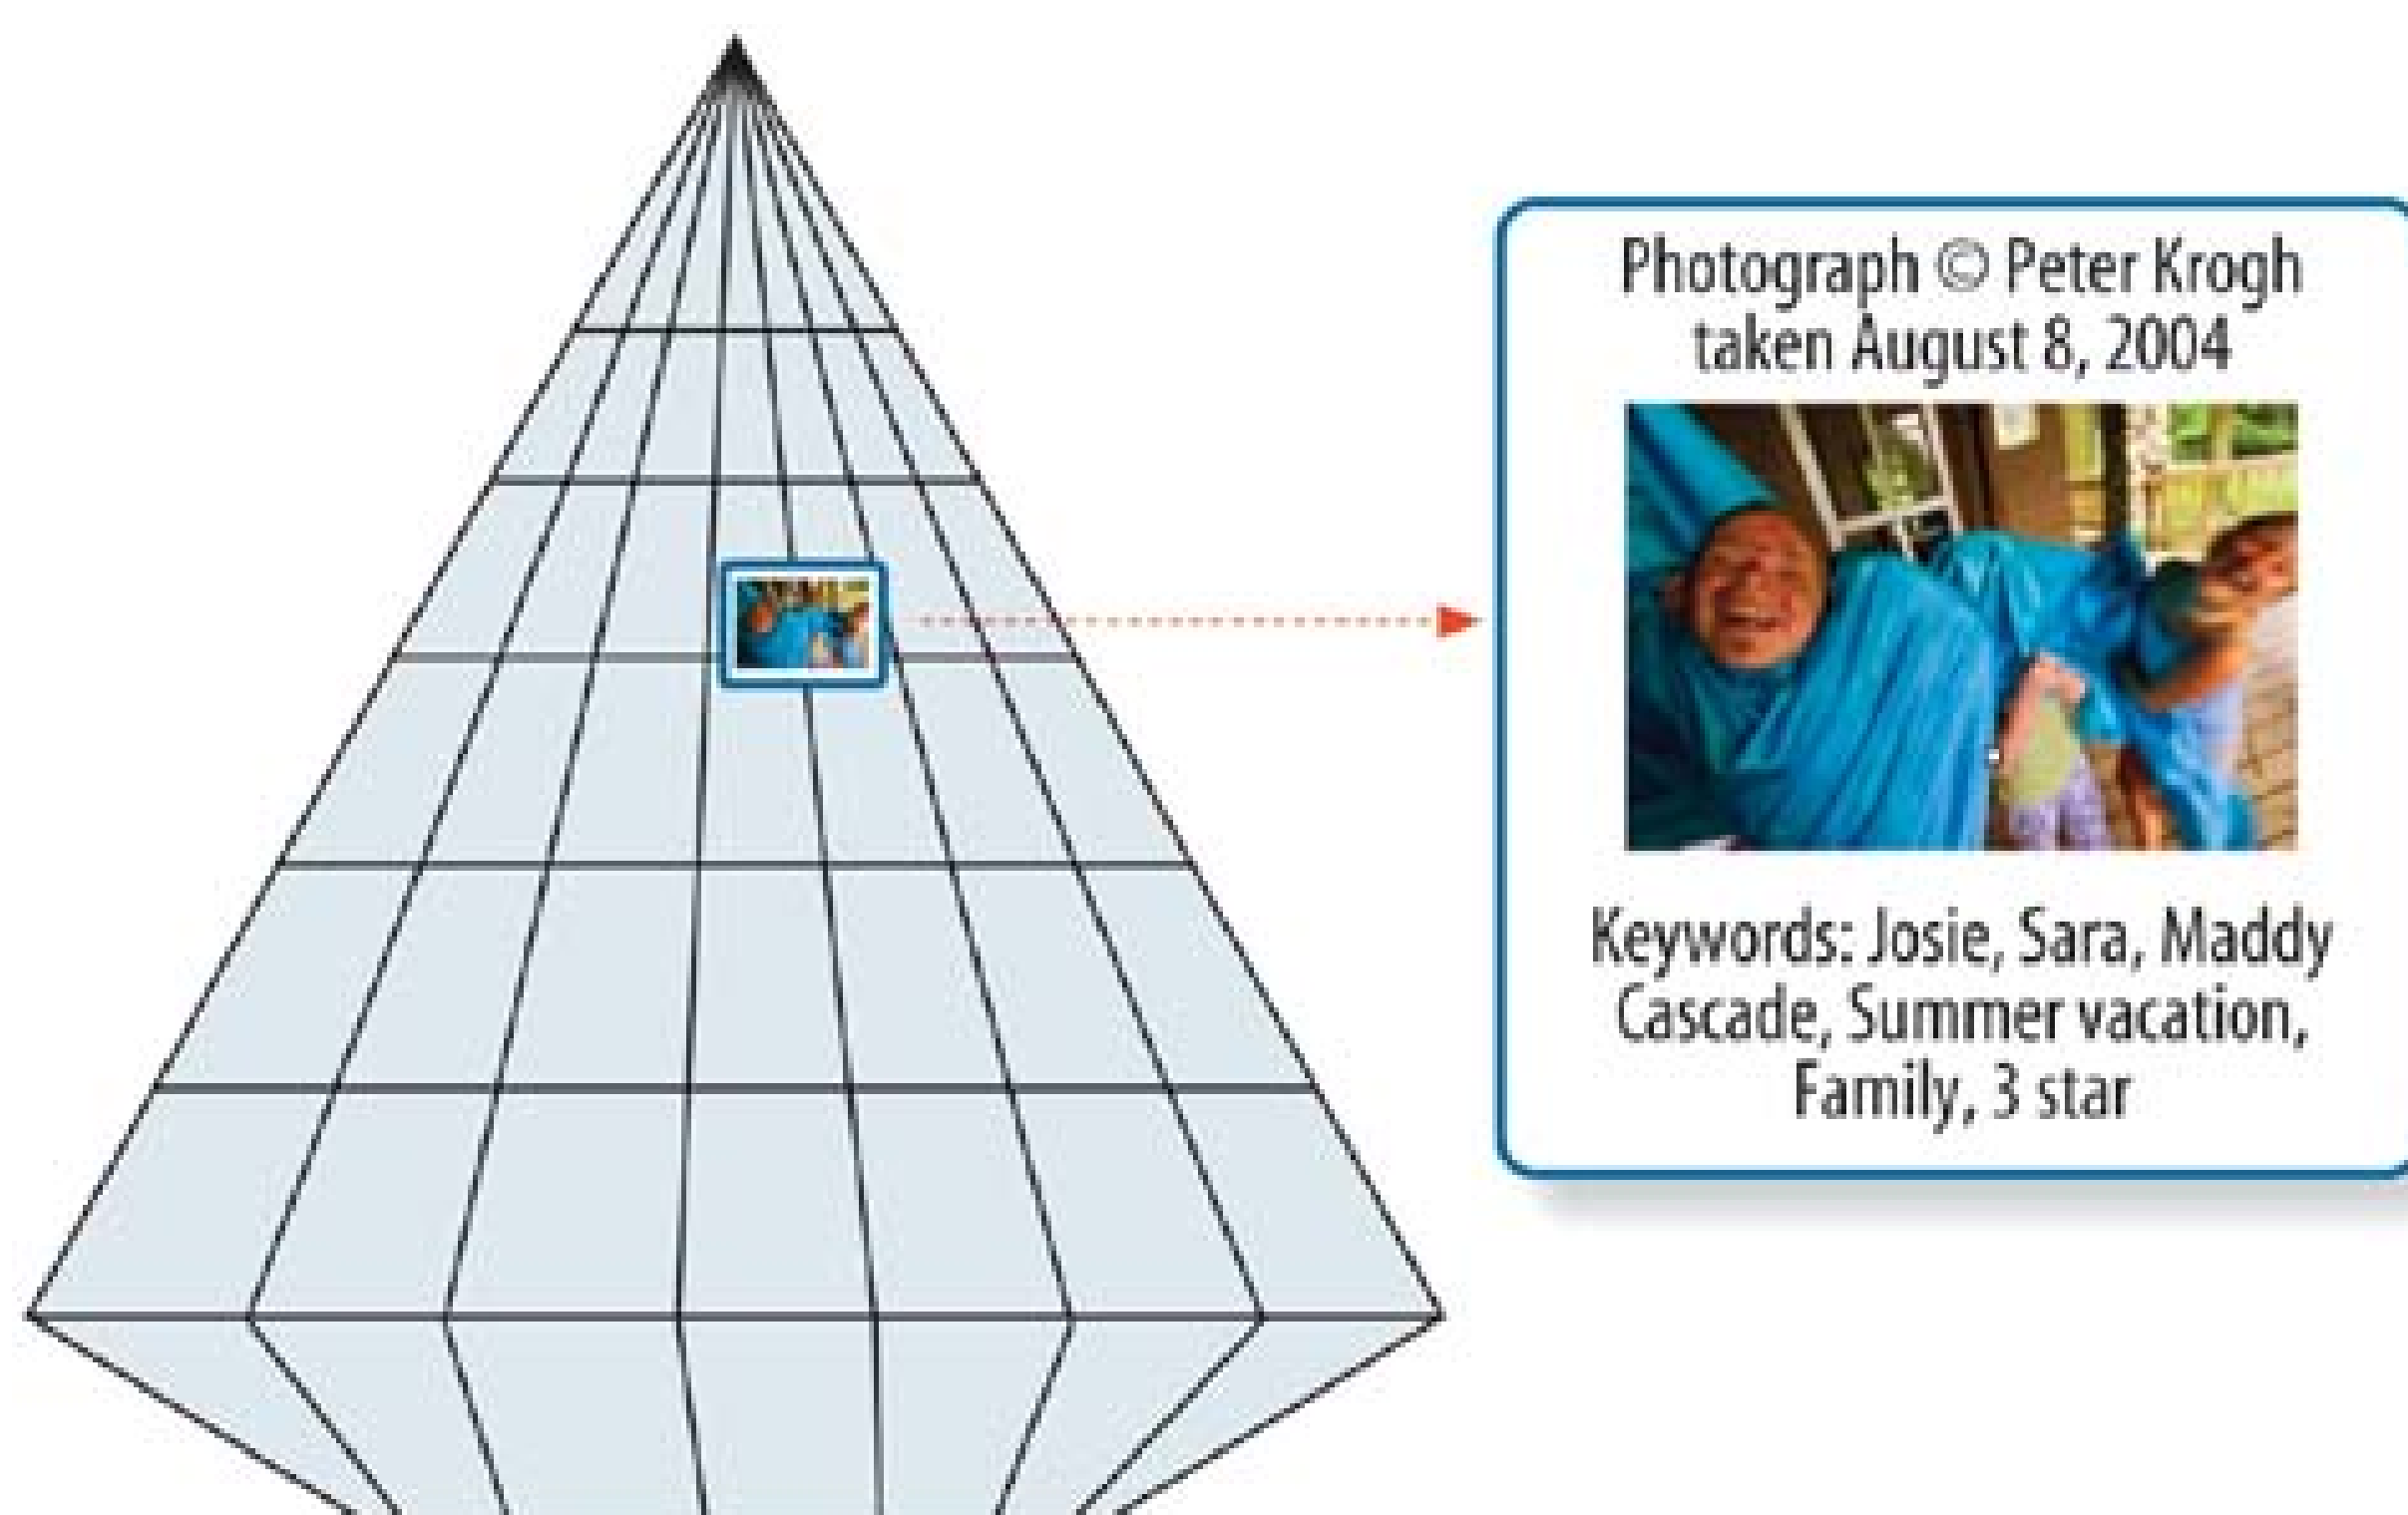 Photograph © Peter Krogh
taken August 8, 2004
Keywords: Josie, Sara, Maddy
Cascade, Summer vacation,
Family, 3 star